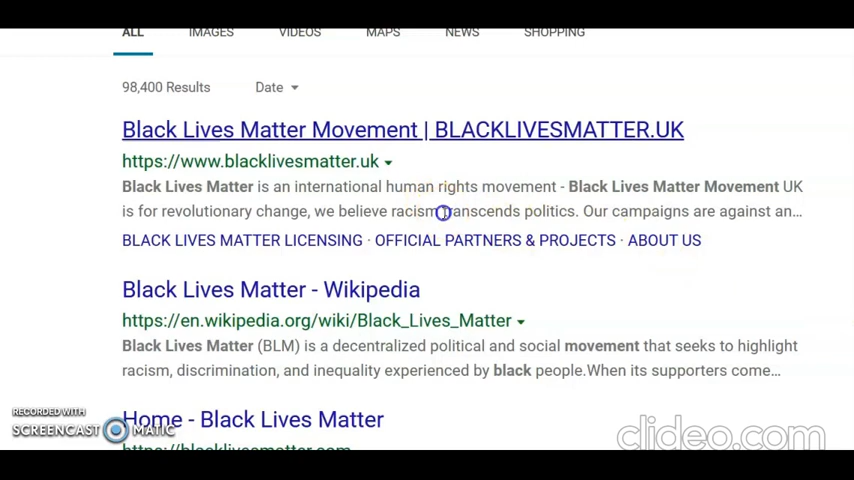 ALL IMAGES VIDEOS MAPS NEWS SHOPPING
98,400 Results Date
Black Lives Matter Movement | BLACKLIVESMATTER.UK
https://www.blacklivesmatter.uk
Black Lives Matter is an international human rights movement - Black Lives Matter Movement UK
is for revolutionary change, we believe racism transcends politics. Our campaigns are against an...
BLACK LIVES MATTER LICENSING · OFFICIAL PARTNERS & PROJECTS · ABOUT US
Black Lives Matter - Wikipedia
https://en.wikipedia.org/wiki/Black_Lives_Matter
Black Lives Matter (BLM) is a decentralized political and social movement that seeks to highlight
racism, discrimination, and inequality experienced by black people.When its supporters come...
Home - Black Lives Matter
https://blacklivesmatter.com
RECORDED WITH
SCREENCAST MATIC
clideo.com